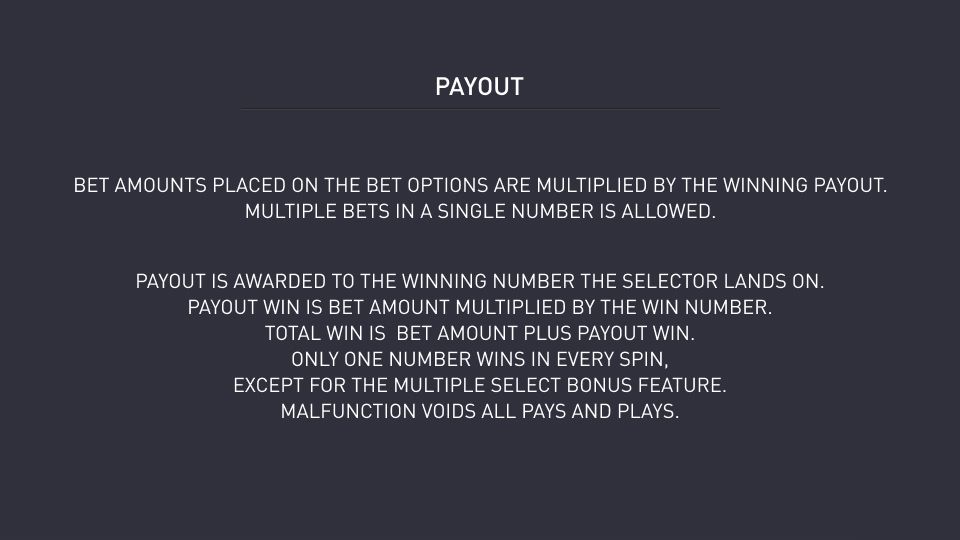 PAYOUT
BET AMOUNTS PLACED ON THE BET OPTIONS ARE MULTIPLIED BY THE WINNING PAYOUT.
MULTIPLE BETS IN A SINGLE NUMBER IS ALLOWED.
PAYOUT IS AWARDED TO THE WINNING NUMBER THE SELECTOR LANDS ON.
PAYOUT WIN IS BET AMOUNT MULTIPLIED BY THE WIN NUMBER.
TOTAL WIN IS  BET AMOUNT PLUS PAYOUT WIN.
ONLY ONE NUMBER WINS IN EVERY SPIN,
EXCEPT FOR THE MULTIPLE SELECT BONUS FEATURE.
MALFUNCTION VOIDS ALL PAYS AND PLAYS.